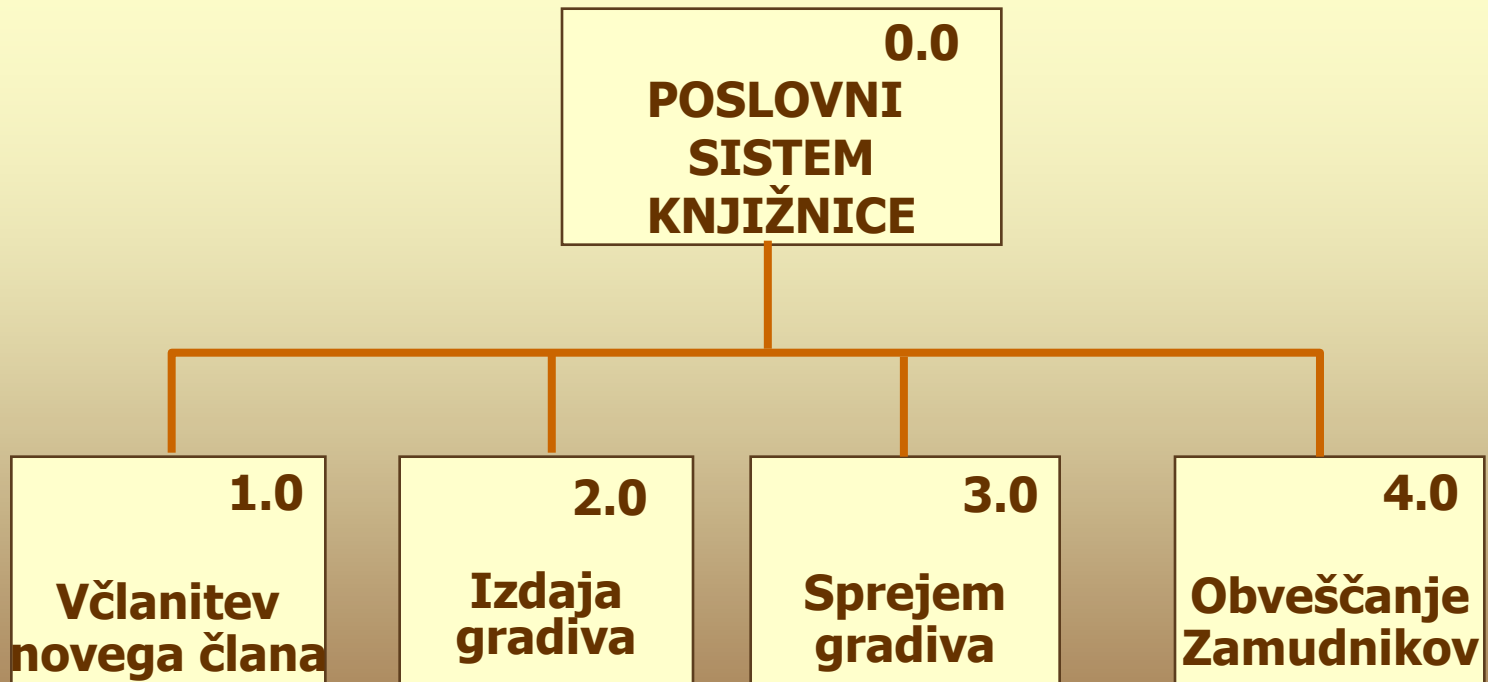 0.0
POSLOVNI
SISTEM
KNJIŽNICE
1.0
Včlanitev
novega člana
2.0
Izdaja
gradiva
3.0
Sprejem
gradiva
4.0
Obveščanje
Zamudnikov